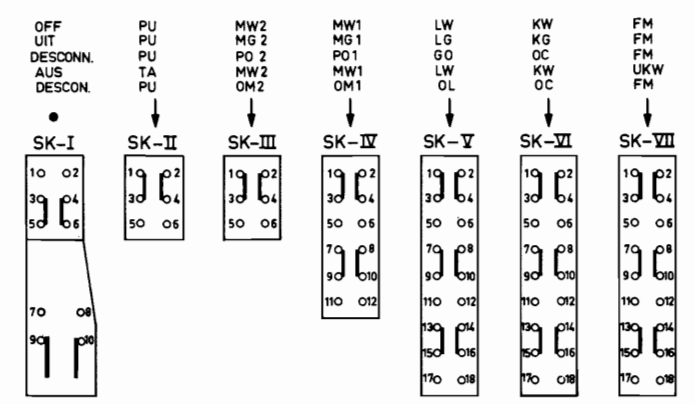 OFF PU MW2 MW1 LW KW FM
UIT PU MG2 MG1 LG KG FM
DESCONN. PU PO2 PO1 GO OC FM
AUS TA MW2 MW1 LW KW UKW
DESCON. PU OM2 OM1 OL OC FM
SK-I SK-II SK-III SK-IV SK-V SK-VI SK-VII
1 2 1 2 1 2 1 2 1 2 1 2 1 2
3 4 3 4 3 4 3 4 3 4 3 4 3 4
5 6 5 6 5 6 5 6 5 6 5 6 5 6
7 8 7 8 7 8 7 8
9 10 9 10 9 10 9 10
11 12 11 12 11 12 11 12
7 8 13 14 13 14 13 14
9 10 15 16 15 16 15 16
17 18 17 18 17 18